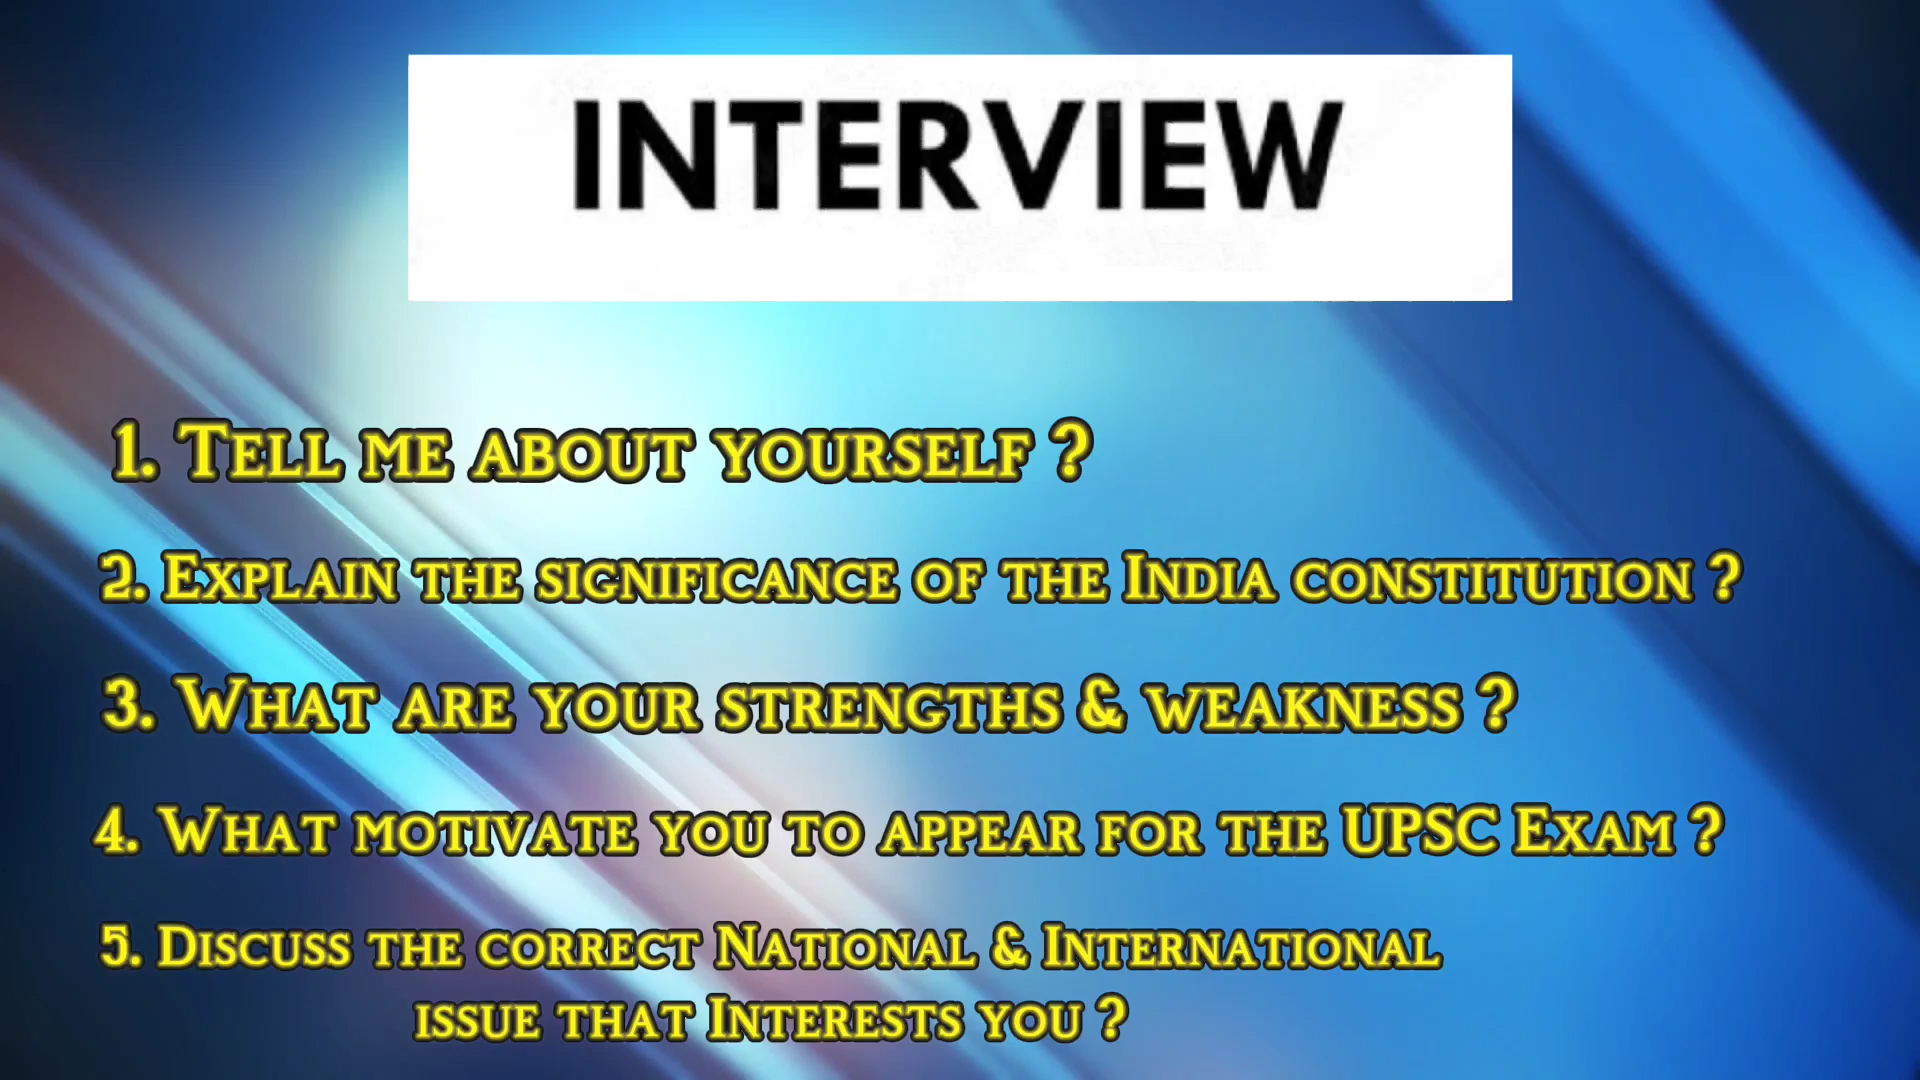 INTERVIEW
1. Tell me about yourself ?
2. Explain the significance of the India constitution ?
3. What are your strengths & weakness ?
4. What motivate you to appear for the UPSC Exam ?
5. Discuss the correct National & International
issue that Interests you ?